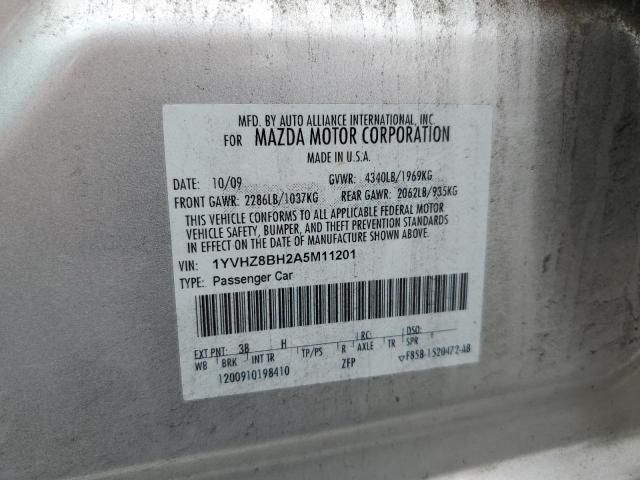 MFD. BY AUTO ALLIANCE INTERNATIONAL, INC.
FOR MAZDA MOTOR CORPORATION
MADE IN U.S.A.
DATE: 10/09 GVWR: 4340LB/1969KG
FRONT GAWR: 2286LB/1037KG REAR GAWR: 2062LB/935KG
THIS VEHICLE CONFORMS TO ALL APPLICABLE FEDERAL MOTOR
VEHICLE SAFETY, BUMPER, AND THEFT PREVENTION STANDARDS
IN EFFECT ON THE DATE OF MANUFACTURE SHOWN ABOVE.
VIN: 1YVHZ8BH2A5M11201
TYPE: Passenger Car
EXT PNT: 3B H RC: DSO:
WB BRK INT TR TP/PS R AXLE TR SPR
1200910198410 ZFP F85B-1520472-AB